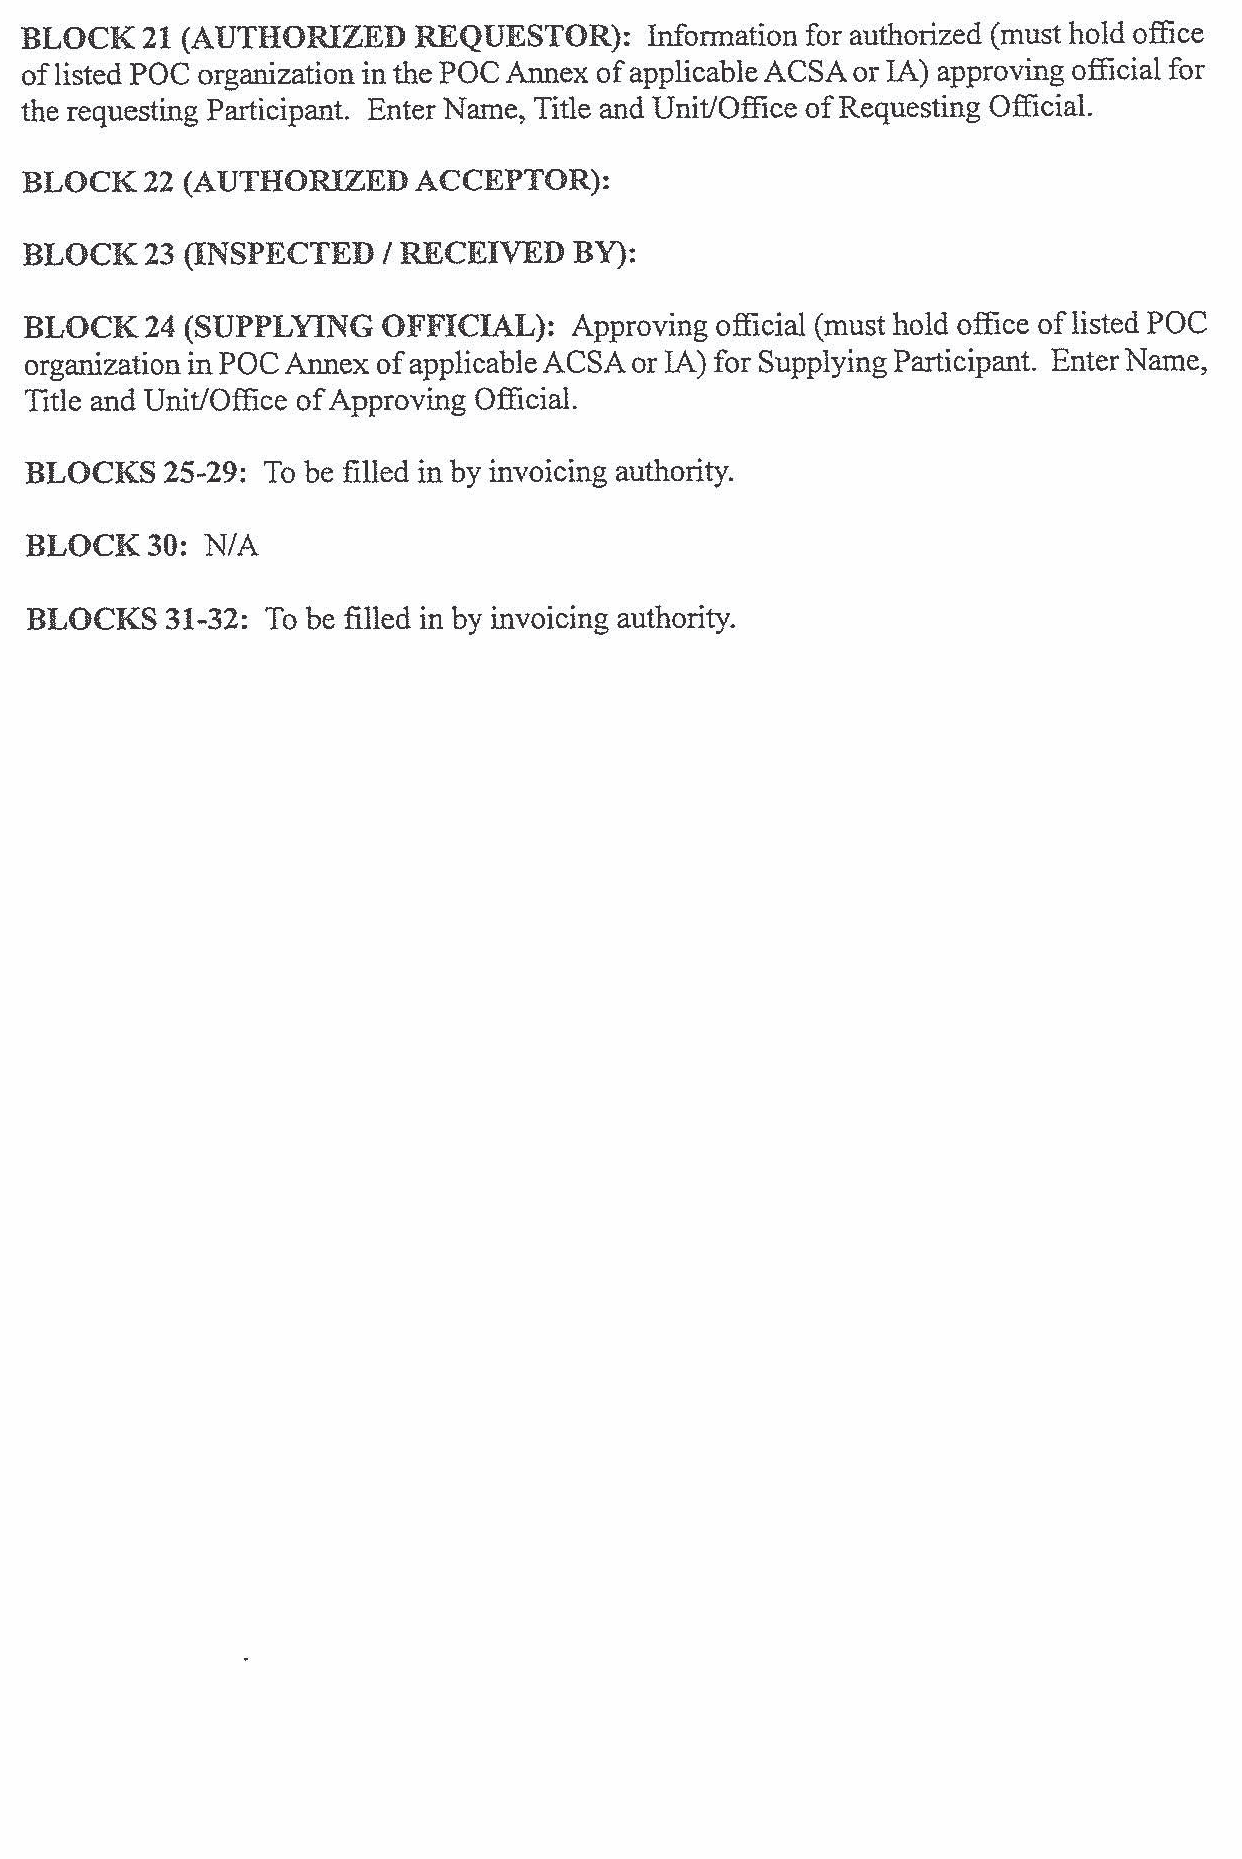 BLOCK 21 (AUTHORIZED REQUESTOR): Information for authorized (must hold office
of listed POC organization in the POC Annex of applicable ACSA or IA) approving official for
the requesting Participant. Enter Name, Title and Unit/Office of Requesting Official.
BLOCK 22 (AUTHORIZED ACCEPTOR):
BLOCK 23 (INSPECTED / RECEIVED BY):
BLOCK 24 (SUPPLYING OFFICIAL): Approving official (must hold office of listed POC
organization in POC Annex of applicable ACSA or IA) for Supplying Participant. Enter Name,
Title and Unit/Office of Approving Official.
BLOCKS 25-29: To be filled in by invoicing authority.
BLOCK 30: N/A
BLOCKS 31-32: To be filled in by invoicing authority.